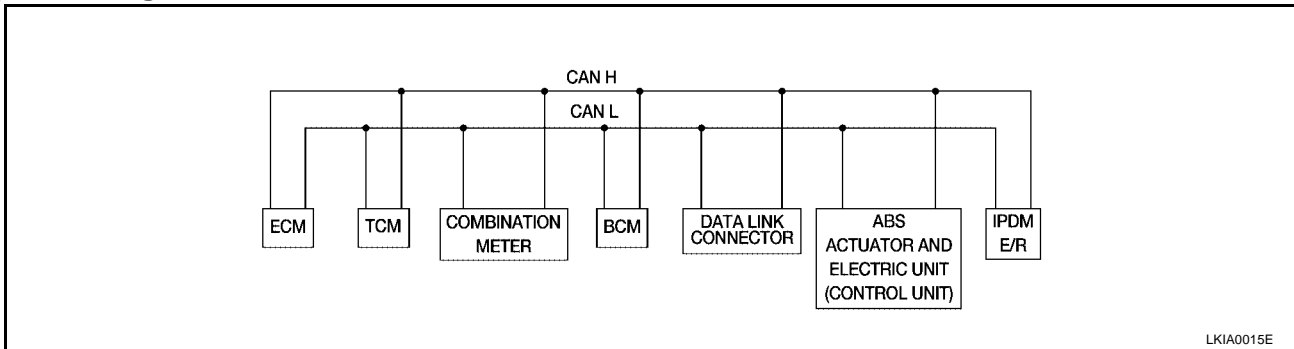 CAN H
CAN L
ECM
TCM
COMBINATION
METER
BCM
DATA LINK
CONNECTOR
ABS
ACTUATOR AND
ELECTRIC UNIT
(CONTROL UNIT)
IPDM
E/R
LKIA0015E